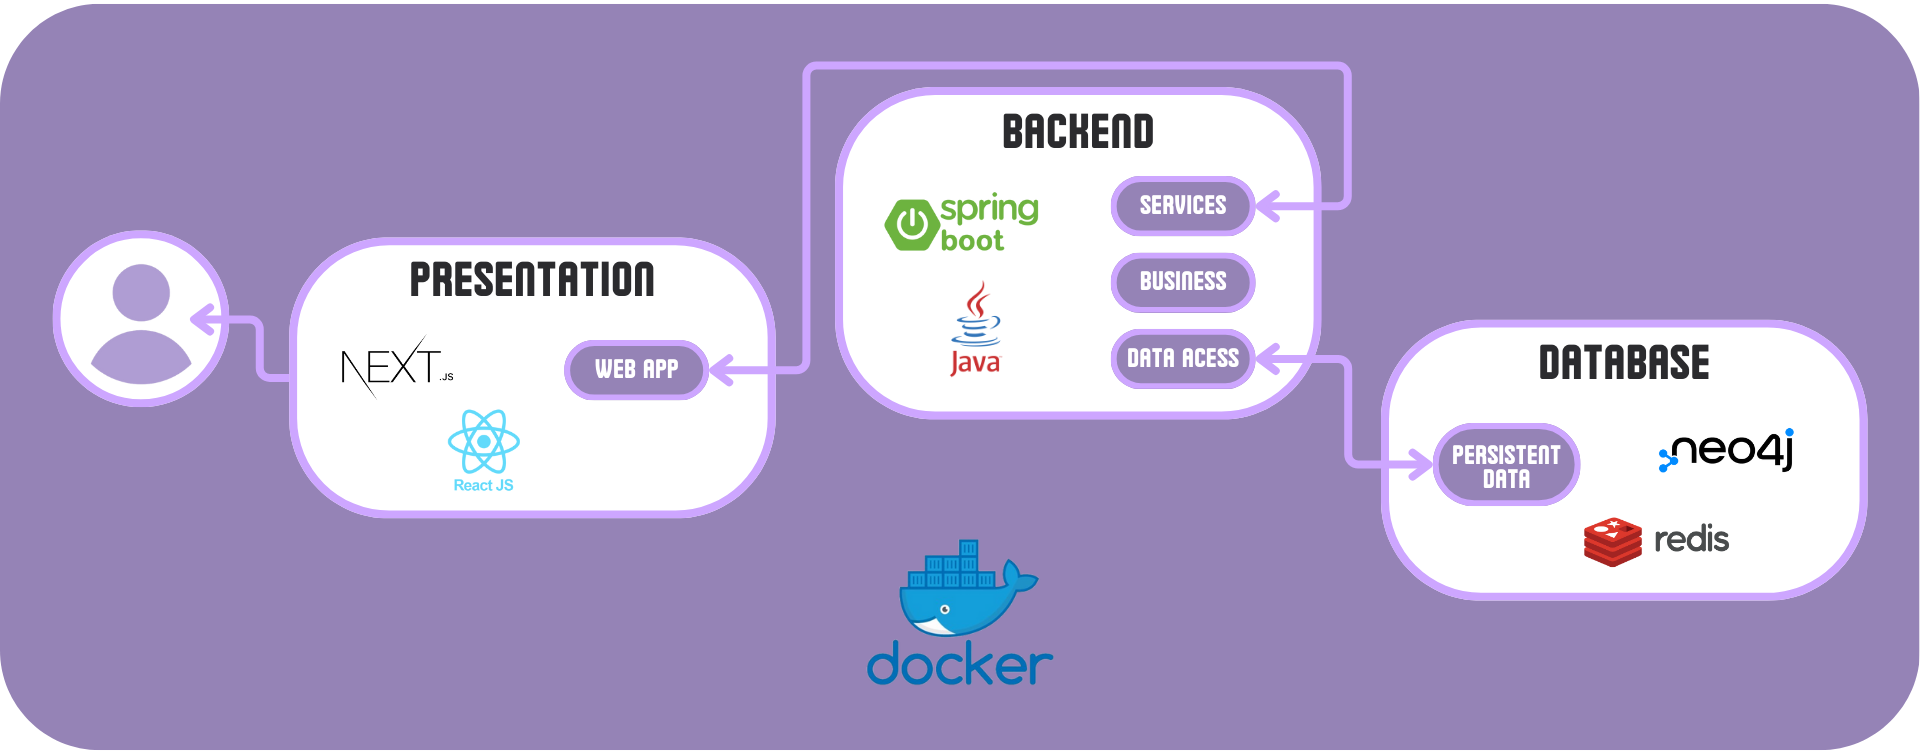 PRESENTATION
NEXT.JS
WEB APP
React JS
BACKEND
spring
boot
Java
SERVICES
BUSINESS
DATA ACESS
DATABASE
PERSISTENT
DATA
neo4j
redis
docker